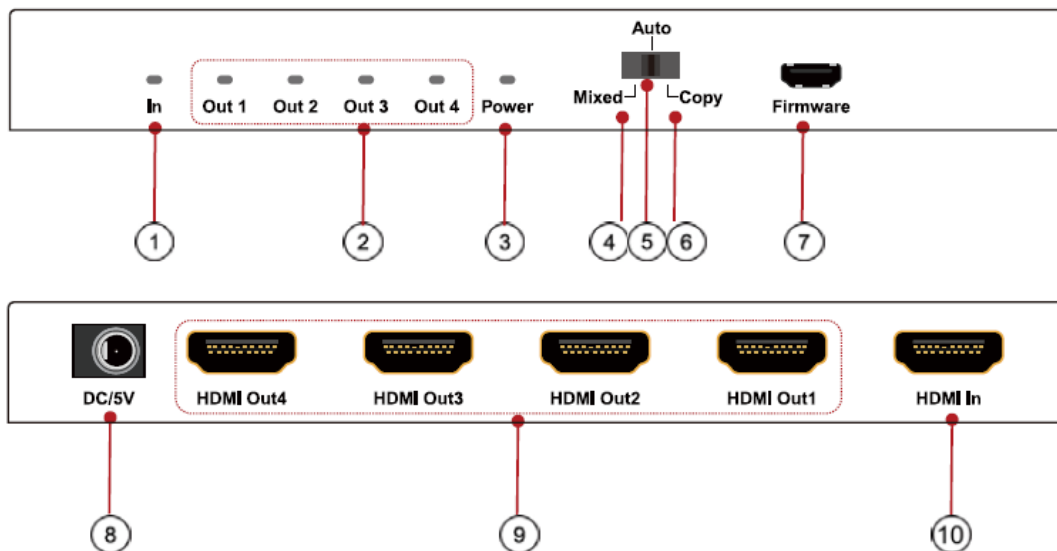 Auto
Mixed Copy
In Out 1 Out 2 Out 3 Out 4 Power Firmware
1 2 3 4 5 6 7
DC/5V HDMI Out4 HDMI Out3 HDMI Out2 HDMI Out1 HDMI In
8 9 10